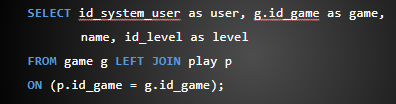 SELECT id_system_user as user, g.id_game as game,
name, id_level as level
FROM game g LEFT JOIN play p
ON (p.id_game = g.id_game);